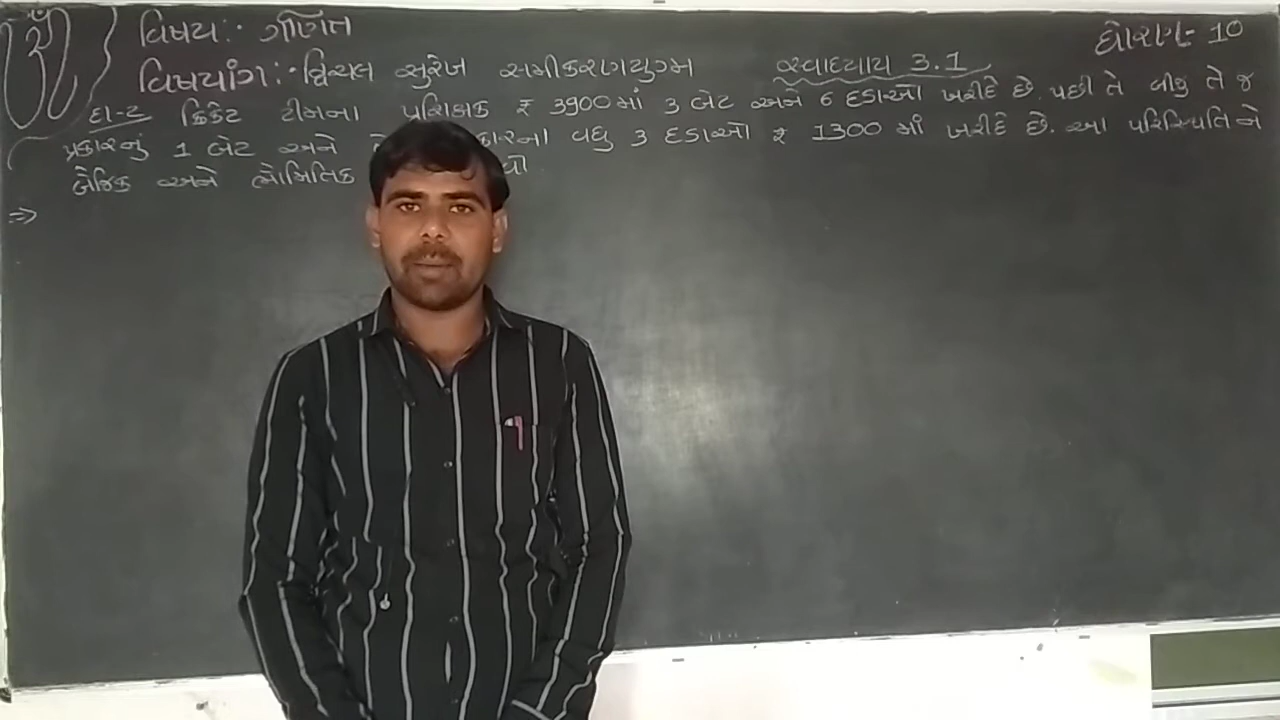 ૐ
વિષય:- ગણિત
ધોરણ- 10
વિષયાંગ:- દ્વિચલ સુરેખ સમીકરણયુગ્મ
સ્વાધ્યાય 3.1
દા-2 ક્રિકેટ ટીમના પ્રશિક્ષક ₹ 3900માં 3 બેટ અને 6 દડાઓ ખરીદે છે. પછી તે બીજુ તે જ
પ્રકારનું 1 બેટ અને વધુ 3 દડાઓ ₹ 1300 માં ખરીદે છે. આ પરિસ્થિતિને
બૈજિક અને ભૌમિતિક
⇒